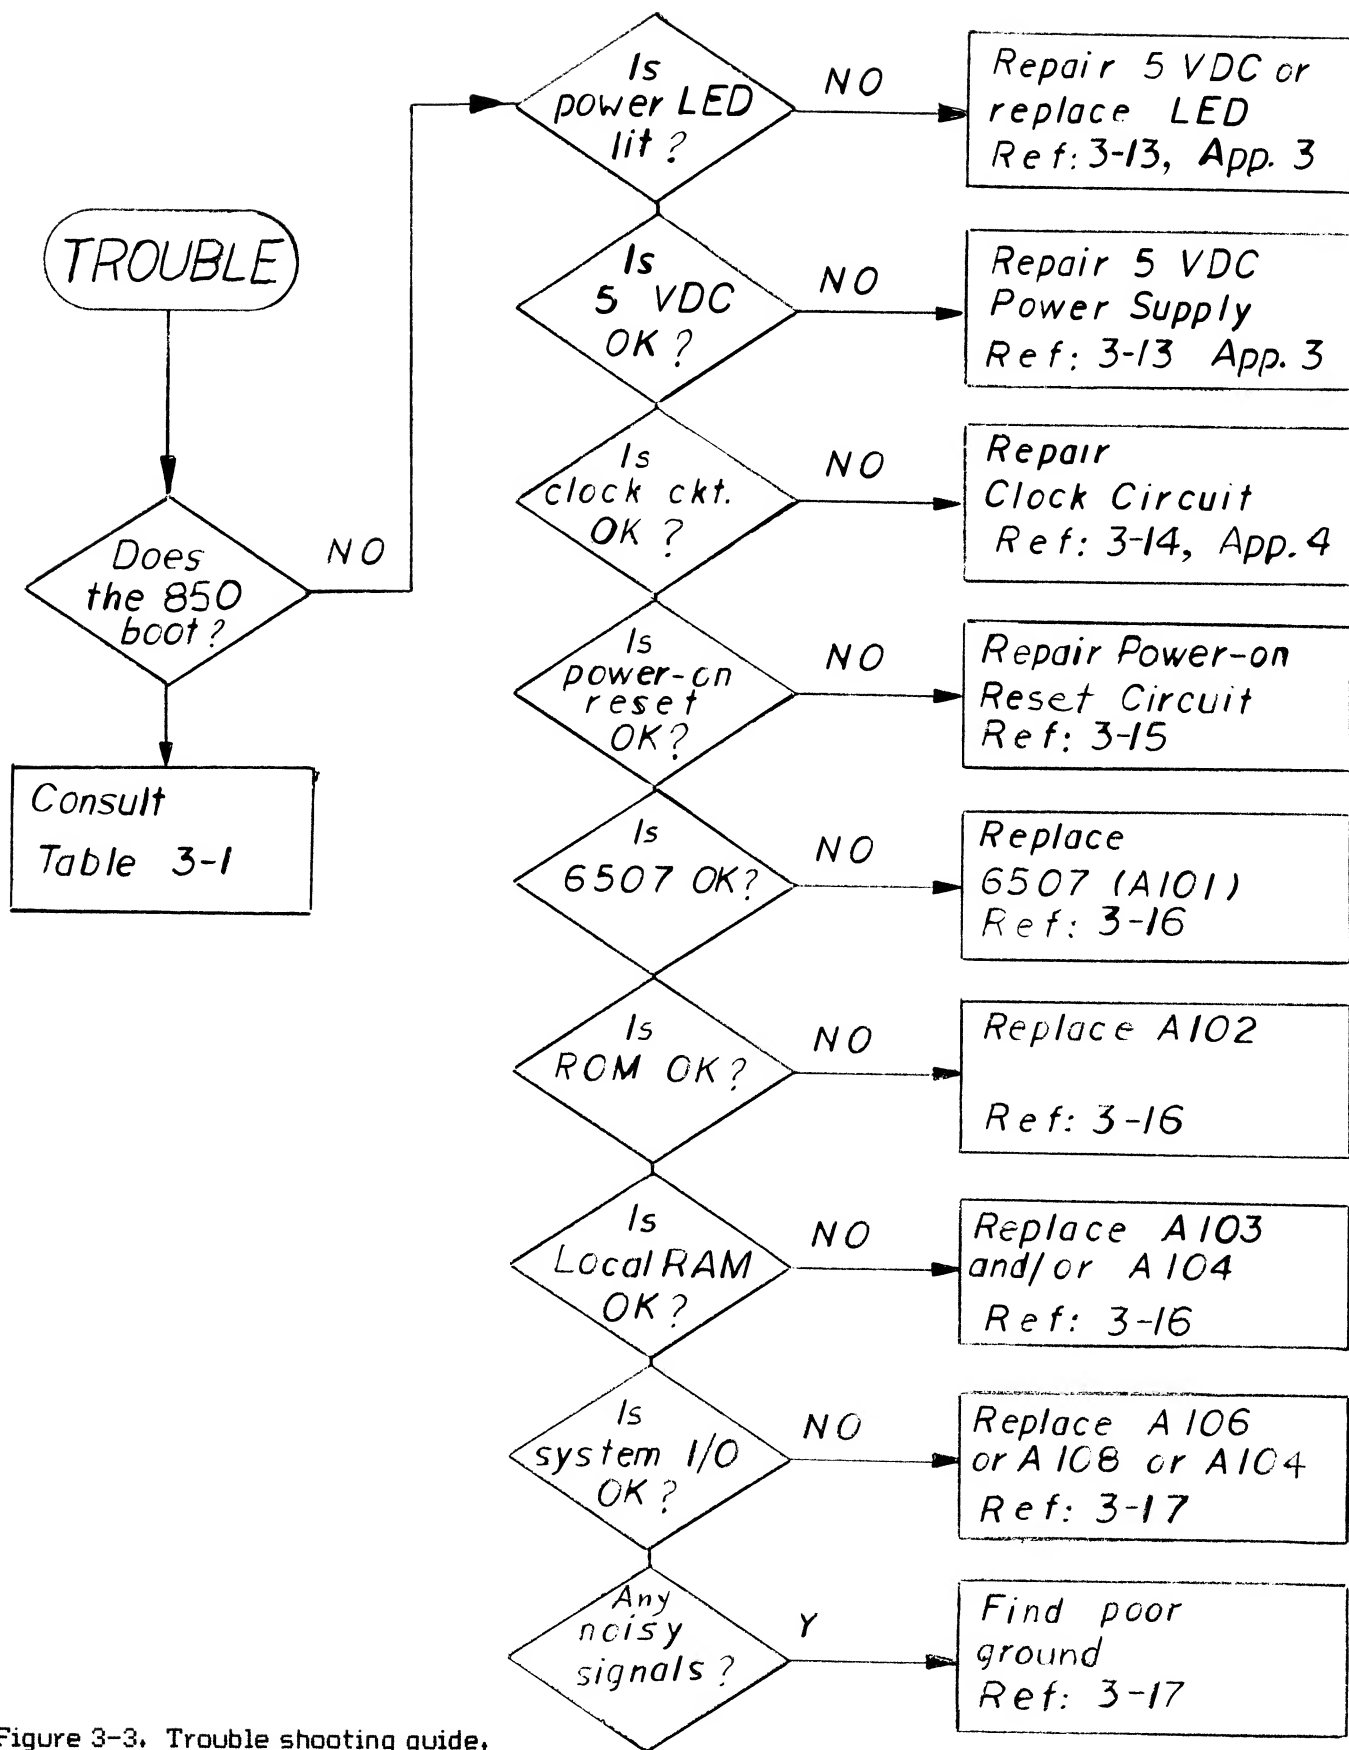 TROUBLE
Does
the 850
boot?
NO
Consult
Table 3-1
Is
power LED
lit?
NO
Repair 5 VDC or
replace LED
Ref: 3-13, App. 3
Is
5 VDC
OK?
NO
Repair 5 VDC
Power Supply
Ref: 3-13 App. 3
Is
clock ckt.
OK?
NO
Repair
Clock Circuit
Ref: 3-14, App. 4
Is
power-on
reset
OK?
NO
Repair Power-on
Reset Circuit
Ref: 3-15
Is
6507 OK?
NO
Replace
6507 (A101)
Ref: 3-16
Is
ROM OK?
NO
Replace A102
Ref: 3-16
Is
Local RAM
OK?
NO
Replace A103
and/or A104
Ref: 3-16
Is
system I/O
OK?
NO
Replace A106
or A108 or A104
Ref: 3-17
Any
noisy
signals?
Y
Find poor
ground
Ref: 3-17
Figure 3-3. Trouble shooting guide.